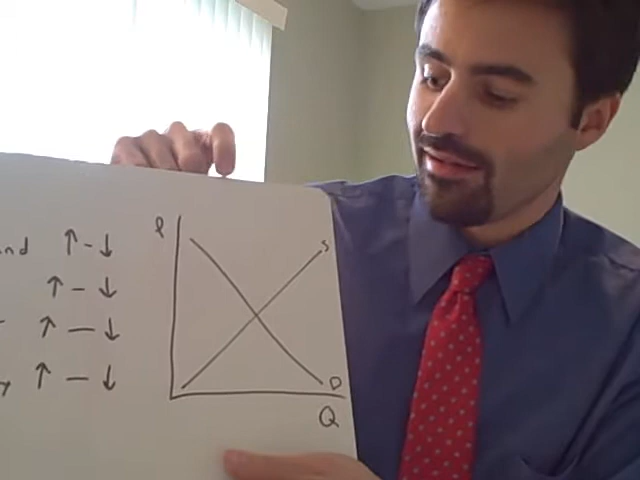 P
and ↑ - ↓
S
↑ - ↓
↑ — ↓
y ↑ — ↓
D
Q